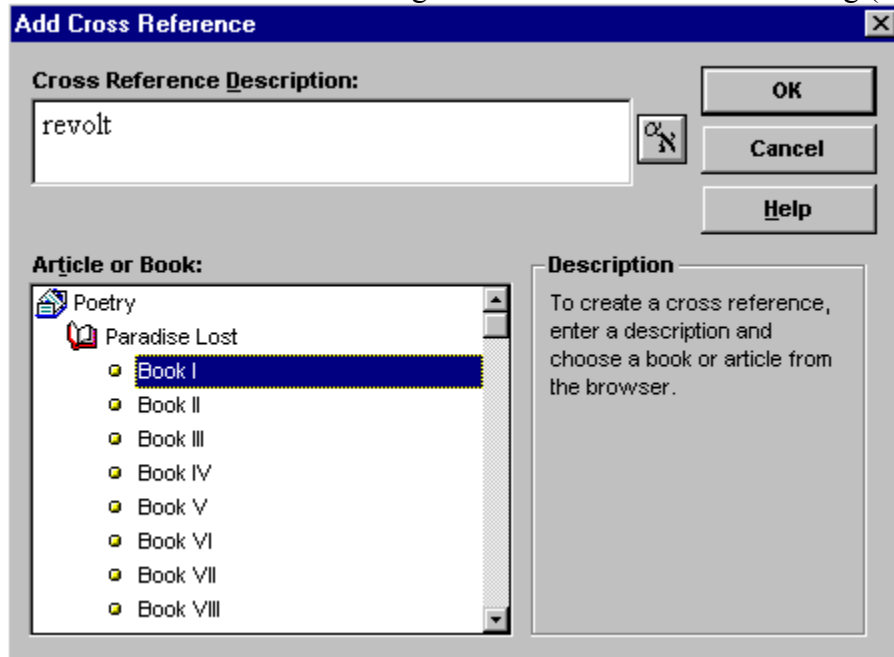 Add Cross Reference
Cross Reference Description:
revolt
α א
OK
Cancel
Help
Article or Book:
Poetry
Paradise Lost
Book I
Book II
Book III
Book IV
Book V
Book VI
Book VII
Book VIII
Description
To create a cross reference,
enter a description and
choose a book or article from
the browser.